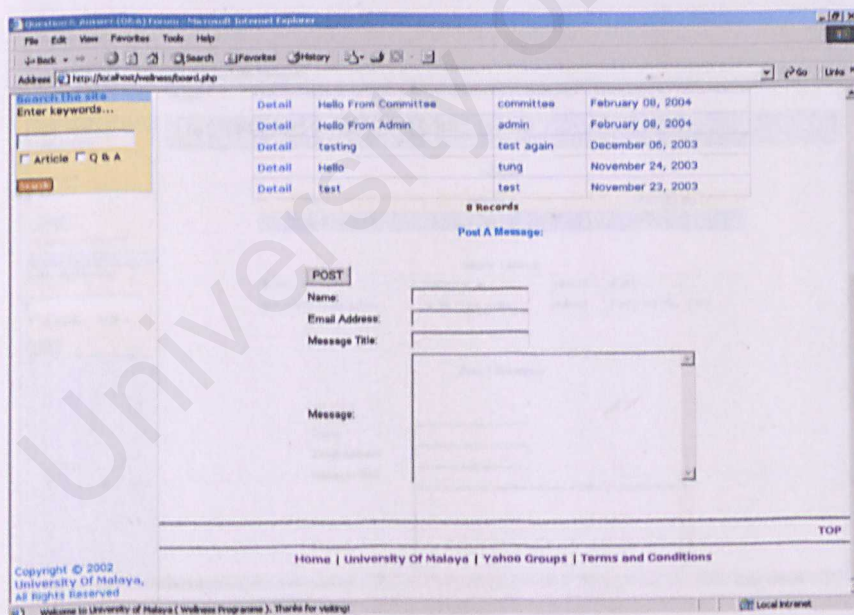 Question & Answer (Q&A) Forum - Microsoft Internet Explorer
File Edit View Favorites Tools Help
Back Search Favorites History
Address http://localhost/wellness/board.php Go Links
Search the site
Enter keywords...
Article Q & A
Search
Detail Hello From Committee committee February 08, 2004
Detail Hello From Admin admin February 08, 2004
Detail testing test again December 06, 2003
Detail Hello tung November 24, 2003
Detail test test November 23, 2003
8 Records
Post A Message:
POST
Name:
Email Address:
Message Title:
Message:
TOP
Home | University Of Malaya | Yahoo Groups | Terms and Conditions
Copyright © 2002
University Of Malaya,
All Rights Reserved
Welcome to University of Malaya ( Wellness Programme ). Thanks for visiting!
Local intranet
University of